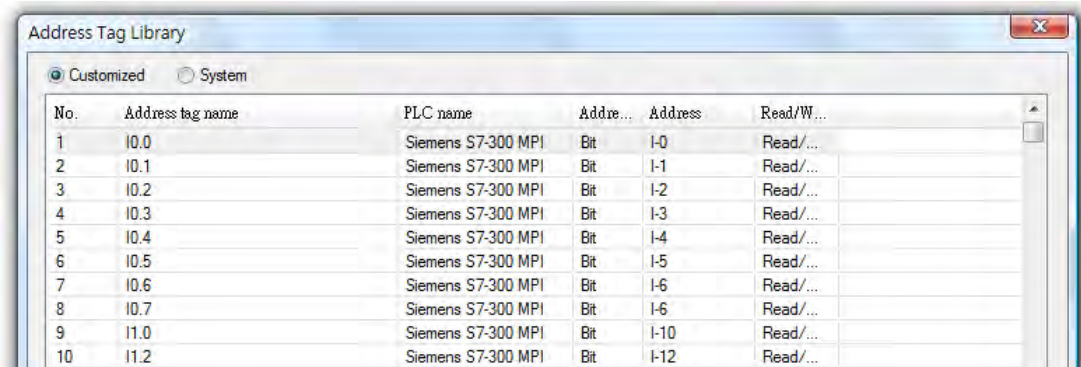 Address Tag Library
Customized System
No. Address tag name PLC name Addre... Address Read/W...
1 I0.0 Siemens S7-300 MPI Bit I-0 Read/...
2 I0.1 Siemens S7-300 MPI Bit I-1 Read/...
3 I0.2 Siemens S7-300 MPI Bit I-2 Read/...
4 I0.3 Siemens S7-300 MPI Bit I-3 Read/...
5 I0.4 Siemens S7-300 MPI Bit I-4 Read/...
6 I0.5 Siemens S7-300 MPI Bit I-5 Read/...
7 I0.6 Siemens S7-300 MPI Bit I-6 Read/...
8 I0.7 Siemens S7-300 MPI Bit I-6 Read/...
9 I1.0 Siemens S7-300 MPI Bit I-10 Read/...
10 I1.2 Siemens S7-300 MPI Bit I-12 Read/...